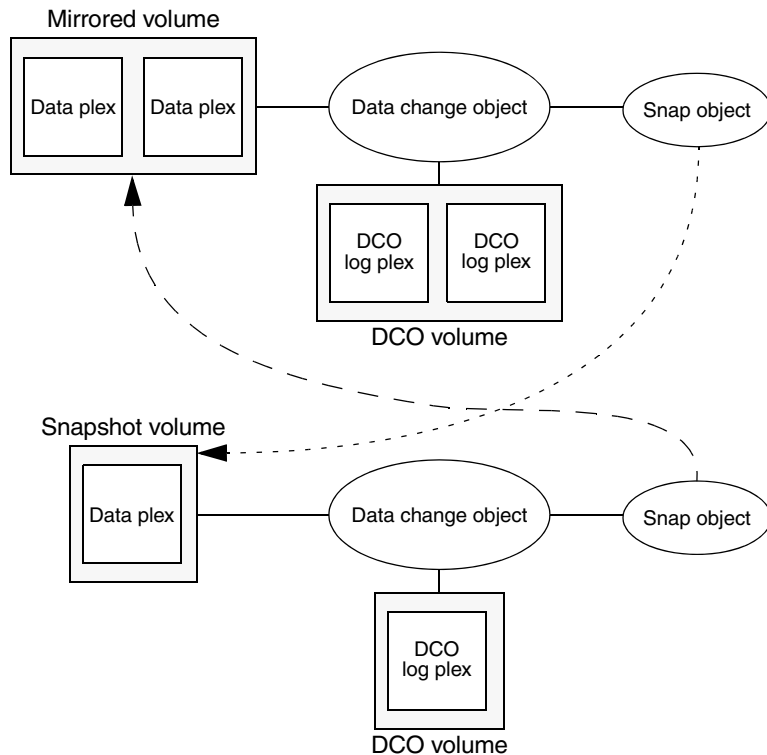 Mirrored volume
Data plex
Data plex
Data change object
Snap object
DCO
log plex
DCO
log plex
DCO volume
Snapshot volume
Data plex
Data change object
Snap object
DCO
log plex
DCO volume